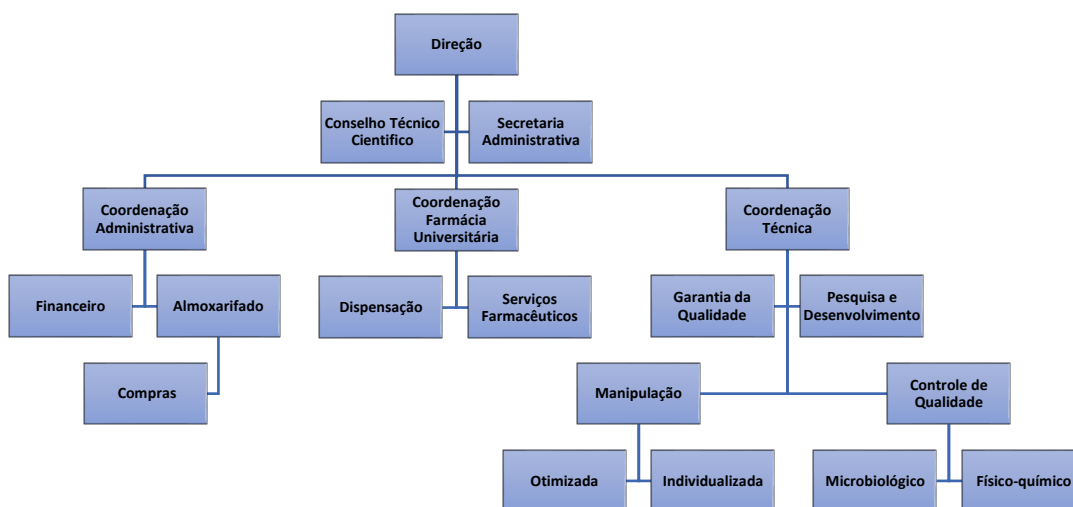 Direção
Conselho Técnico
Cientifico
Secretaria
Administrativa
Coordenação
Administrativa
Coordenação
Farmácia
Universitária
Coordenação
Técnica
Financeiro
Almoxarifado
Dispensação
Serviços
Farmacêuticos
Garantia da
Qualidade
Pesquisa e
Desenvolvimento
Compras
Manipulação
Controle de
Qualidade
Otimizada
Individualizada
Microbiológico
Físico-químico